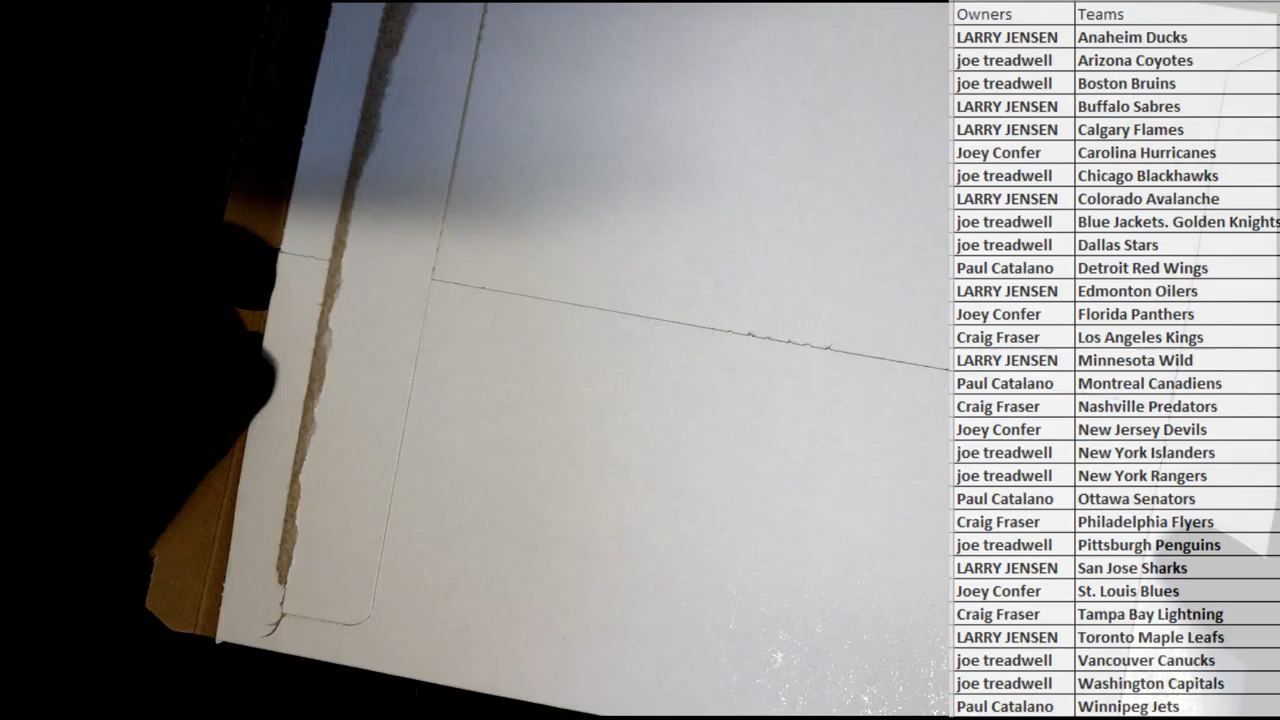 Owners Teams
LARRY JENSEN Anaheim Ducks
joe treadwell Arizona Coyotes
joe treadwell Boston Bruins
LARRY JENSEN Buffalo Sabres
LARRY JENSEN Calgary Flames
Joey Confer Carolina Hurricanes
joe treadwell Chicago Blackhawks
LARRY JENSEN Colorado Avalanche
joe treadwell Blue Jackets. Golden Knights
joe treadwell Dallas Stars
Paul Catalano Detroit Red Wings
LARRY JENSEN Edmonton Oilers
Joey Confer Florida Panthers
Craig Fraser Los Angeles Kings
LARRY JENSEN Minnesota Wild
Paul Catalano Montreal Canadiens
Craig Fraser Nashville Predators
Joey Confer New Jersey Devils
joe treadwell New York Islanders
joe treadwell New York Rangers
Paul Catalano Ottawa Senators
Craig Fraser Philadelphia Flyers
joe treadwell Pittsburgh Penguins
LARRY JENSEN San Jose Sharks
Joey Confer St. Louis Blues
Craig Fraser Tampa Bay Lightning
LARRY JENSEN Toronto Maple Leafs
joe treadwell Vancouver Canucks
joe treadwell Washington Capitals
Paul Catalano Winnipeg Jets